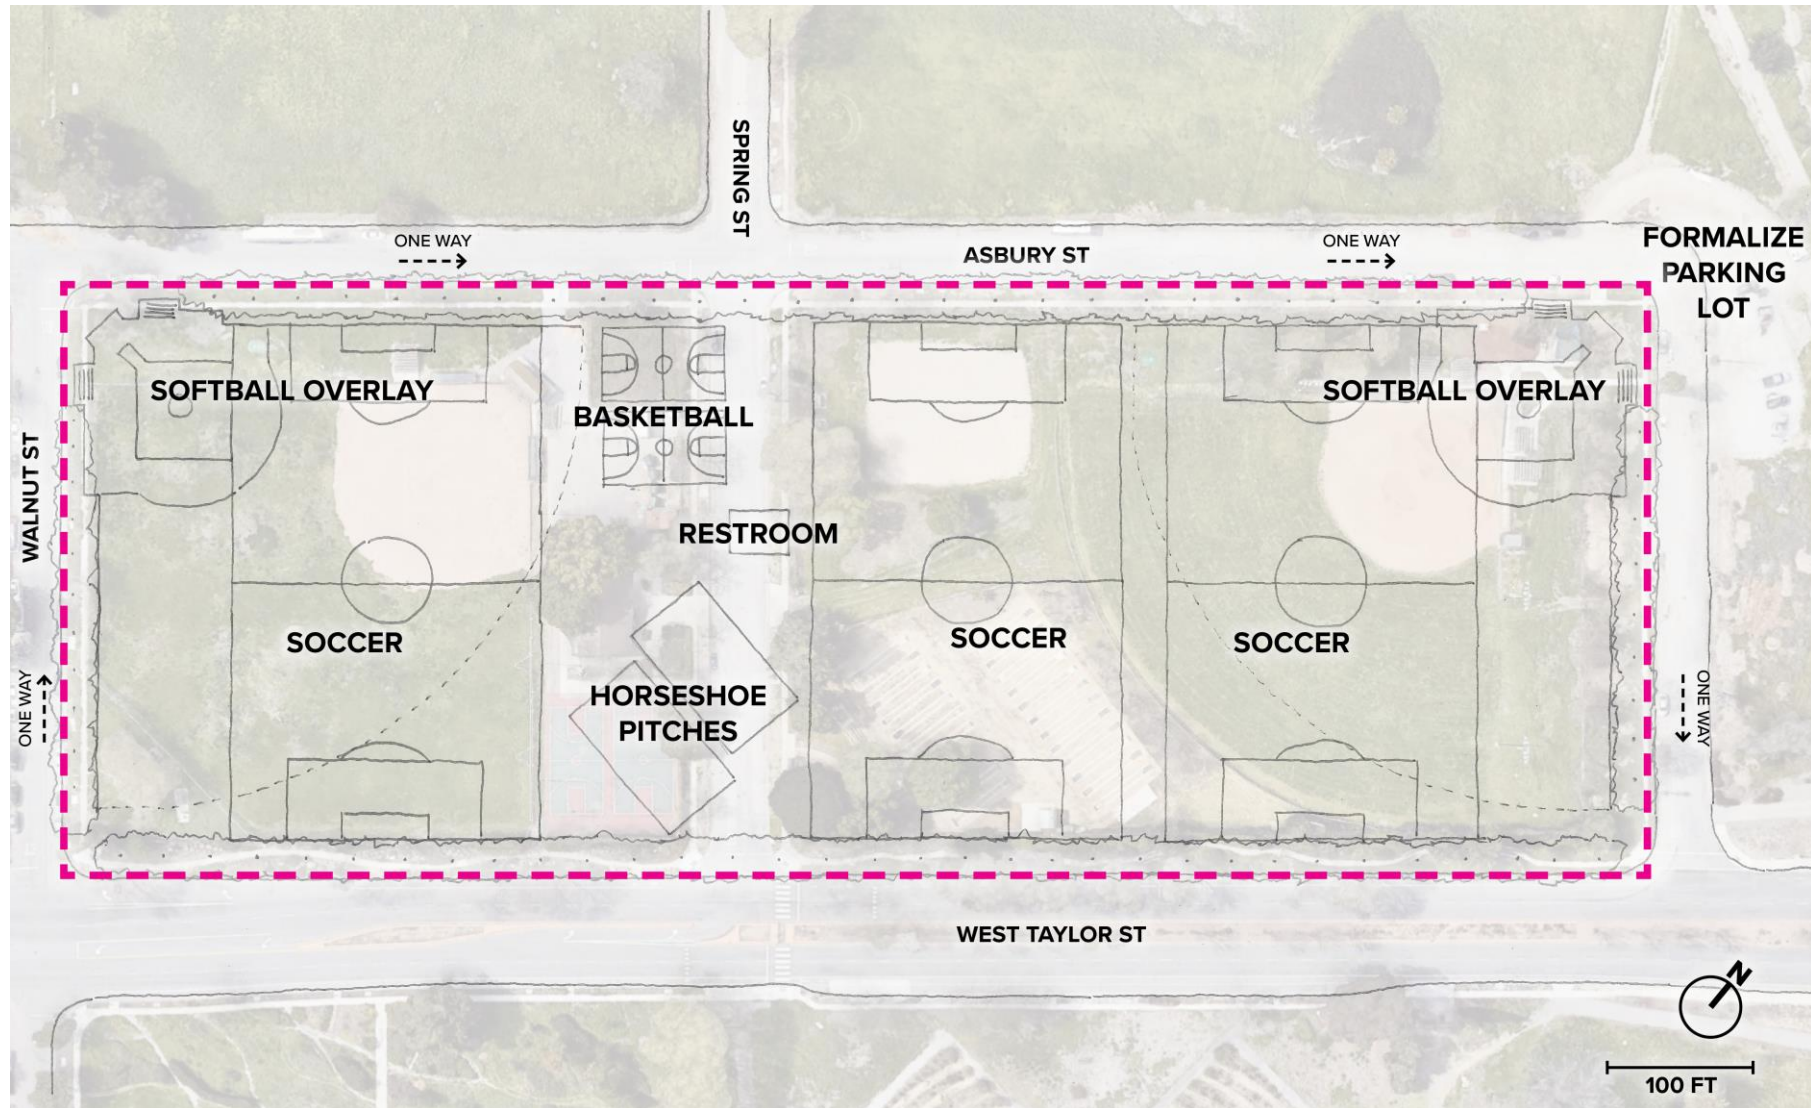 SPRING ST
ONE WAY
ASBURY ST
ONE WAY
FORMALIZE
PARKING
LOT
SOFTBALL OVERLAY
SOFTBALL OVERLAY
BASKETBALL
WALNUT ST
RESTROOM
SOCCER
SOCCER
SOCCER
ONE WAY
HORSESHOE
PITCHES
ONE WAY
WEST TAYLOR ST
N
100 FT